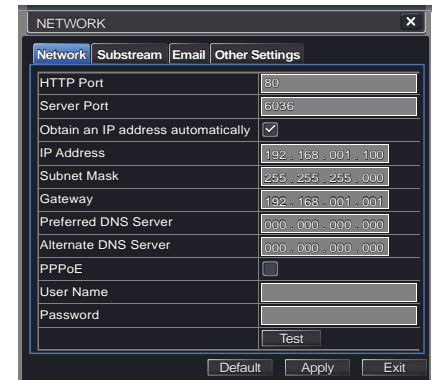 NETWORK X
Network Substream Email Other Settings
HTTP Port 80
Server Port 6036
Obtain an IP address automatically
IP Address 192 . 168 . 001 . 100
Subnet Mask 255 . 255 . 255 . 000
Gateway 192 . 168 . 001 . 001
Preferred DNS Server 000 . 000 . 000 . 000
Alternate DNS Server 000 . 000 . 000 . 000
PPPoE
User Name
Password
Test
Default Apply Exit